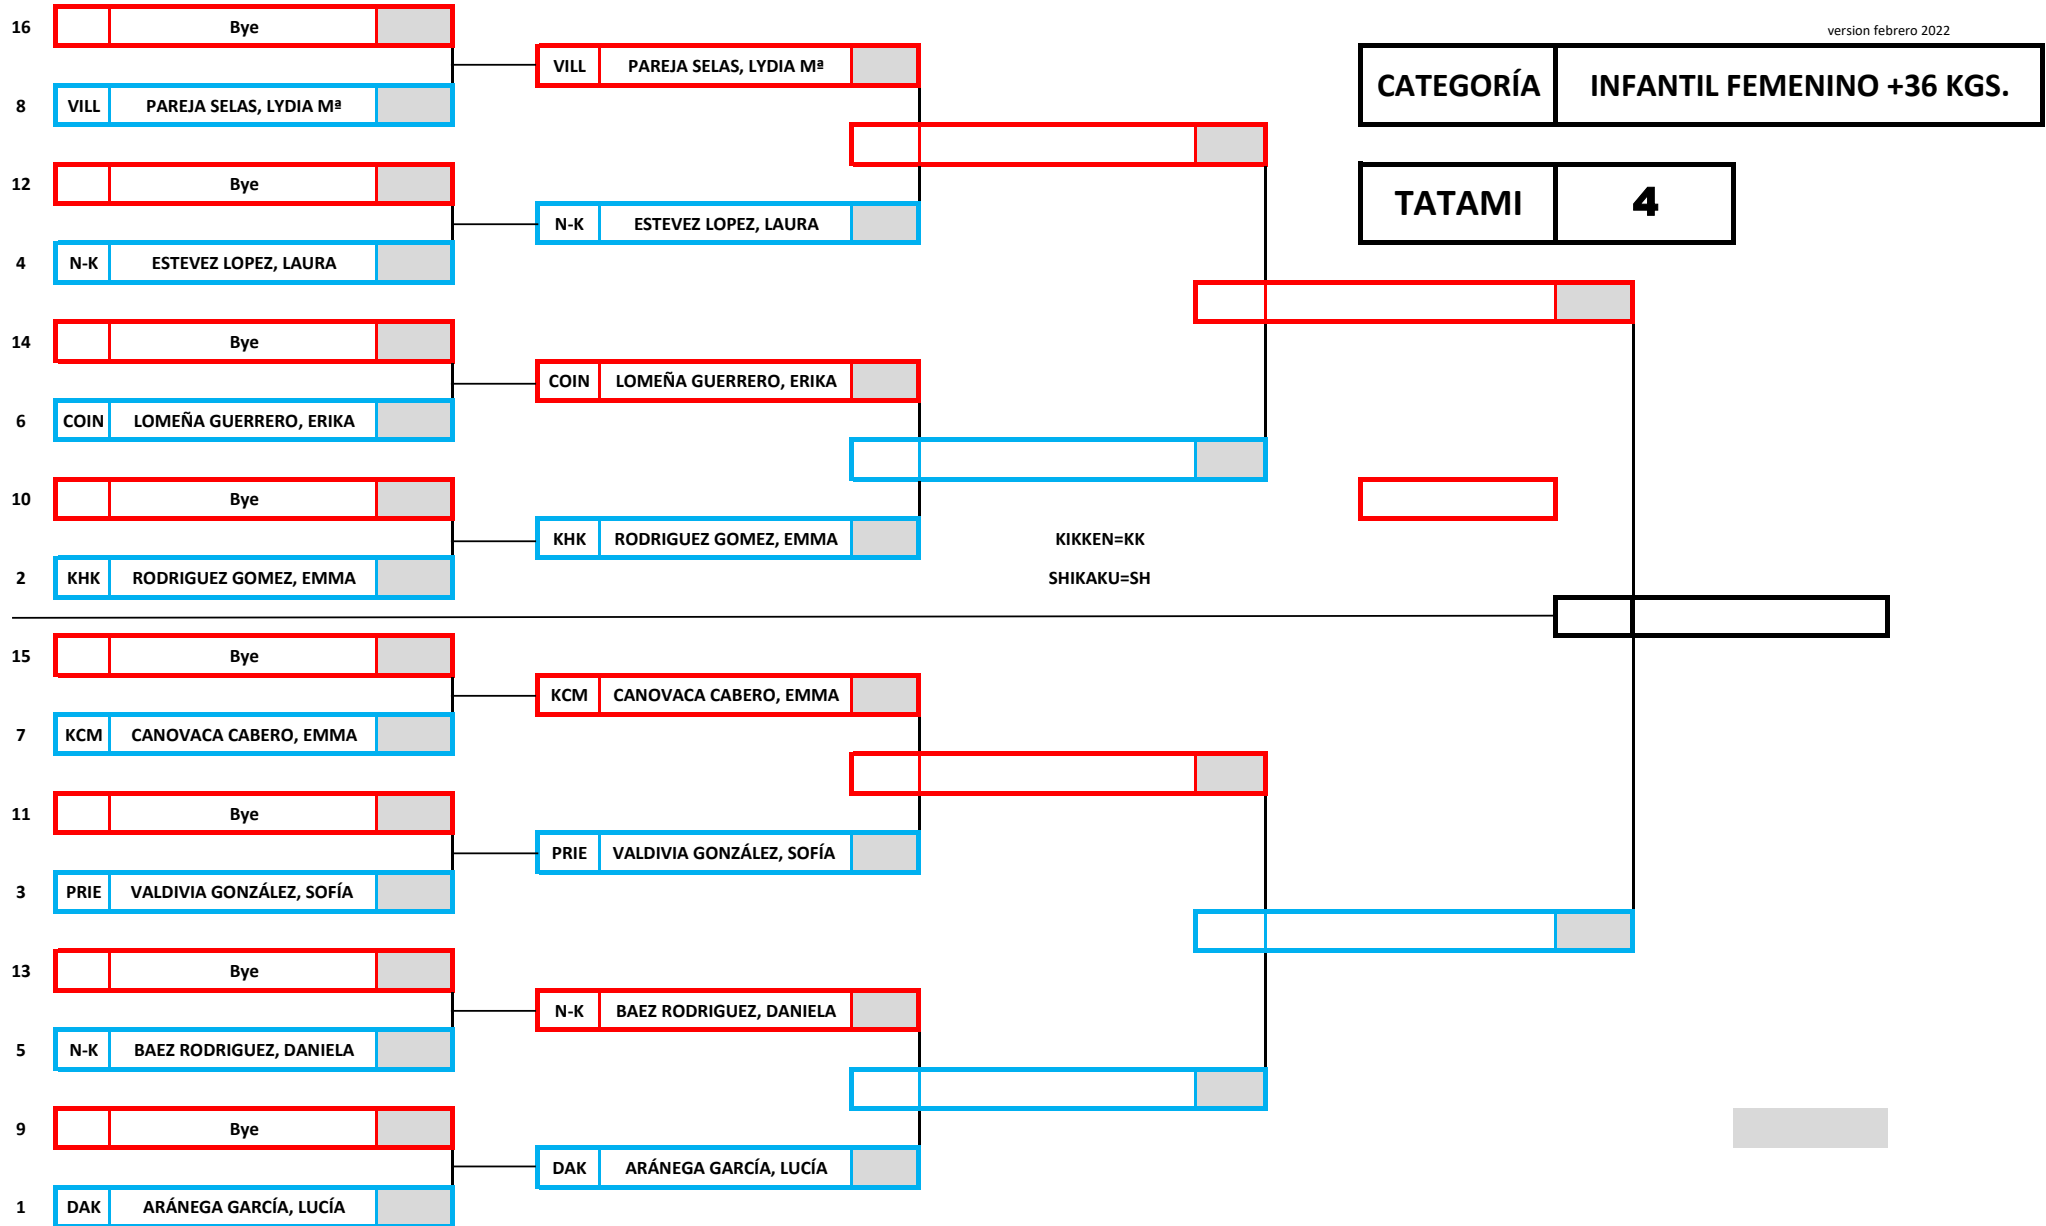 version febrero 2022
CATEGORÍA INFANTIL FEMENINO +36 KGS.
TATAMI 4
16 Bye
VILL PAREJA SELAS, LYDIA Mª
8 VILL PAREJA SELAS, LYDIA Mª
12 Bye
N-K ESTEVEZ LOPEZ, LAURA
4 N-K ESTEVEZ LOPEZ, LAURA
14 Bye
COIN LOMEÑA GUERRERO, ERIKA
6 COIN LOMEÑA GUERRERO, ERIKA
10 Bye
KHK RODRIGUEZ GOMEZ, EMMA
KIKKEN=KK
2 KHK RODRIGUEZ GOMEZ, EMMA
SHIKAKU=SH
15 Bye
KCM CANOVACA CABERO, EMMA
7 KCM CANOVACA CABERO, EMMA
11 Bye
PRIE VALDIVIA GONZÁLEZ, SOFÍA
3 PRIE VALDIVIA GONZÁLEZ, SOFÍA
13 Bye
N-K BAEZ RODRIGUEZ, DANIELA
5 N-K BAEZ RODRIGUEZ, DANIELA
9 Bye
DAK ARÁNEGA GARCÍA, LUCÍA
1 DAK ARÁNEGA GARCÍA, LUCÍA